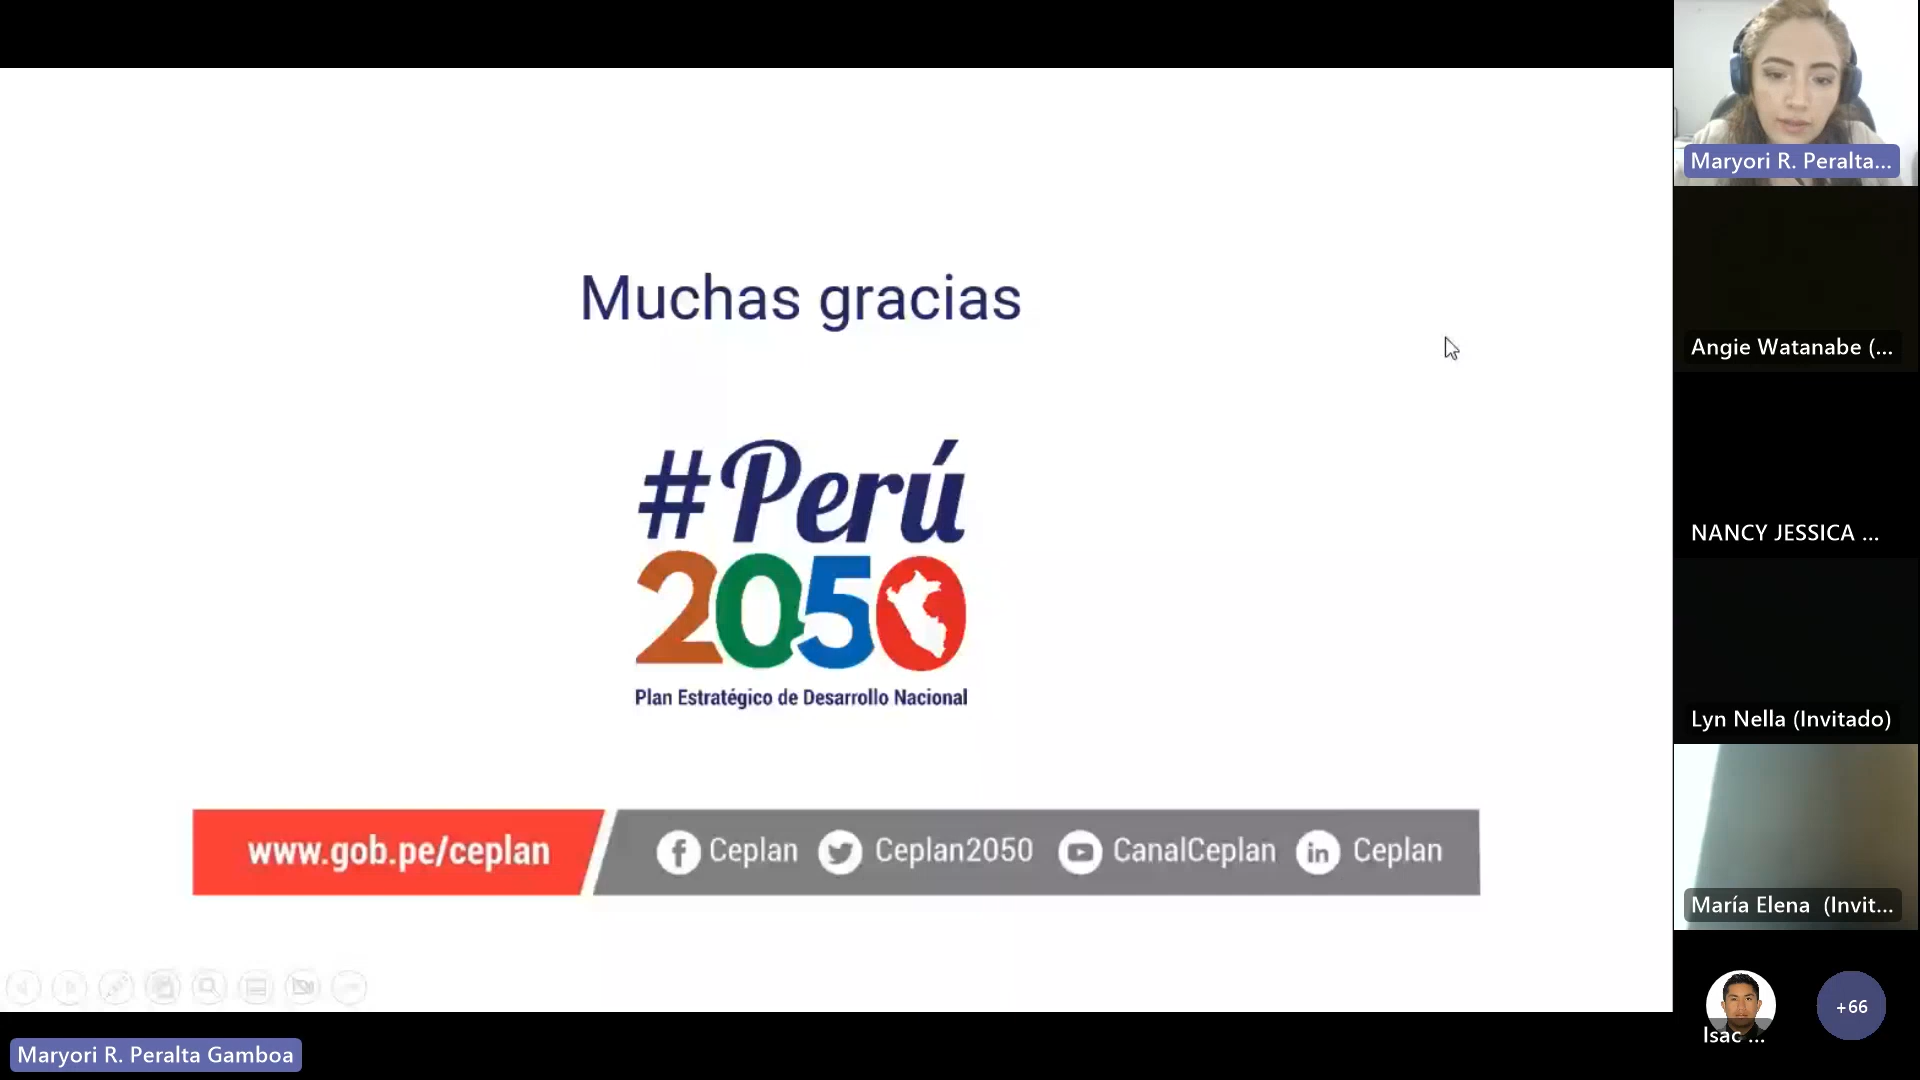 Muchas gracias
#Perú
2050
Plan Estratégico de Desarrollo Nacional
www.gob.pe/ceplan
Ceplan
Ceplan2050
CanalCeplan
in
Ceplan
Maryori R. Peralta Gamboa
Maryori R. Peralta...
Angie Watanabe (...
NANCY JESSICA ...
Lyn Nella (Invitado)
María Elena (Invit...
Isac ...
+66